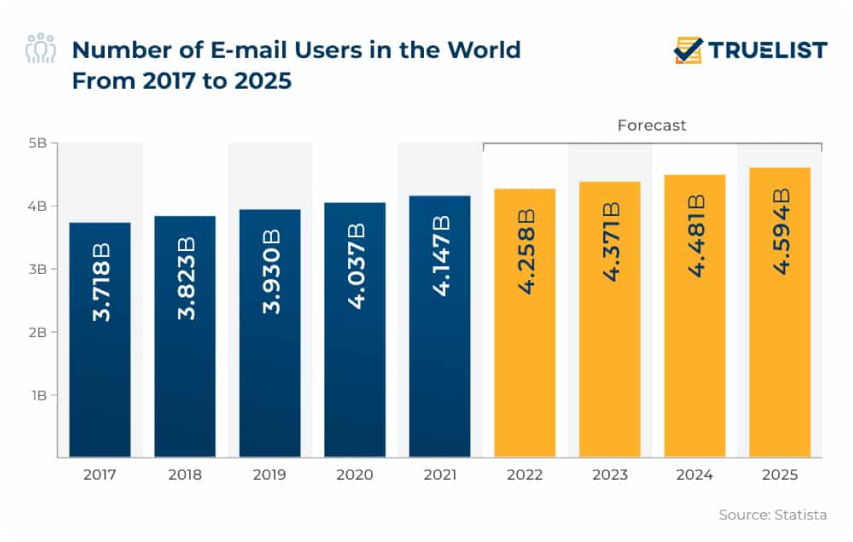 Number of E-mail Users in the World
From 2017 to 2025
TRUELIST
Forecast
5B
4B
3B
2B
1B
3.718B
3.823B
3.930B
4.037B
4.147B
4.258B
4.371B
4.481B
4.594B
2017
2018
2019
2020
2021
2022
2023
2024
2025
Source: Statista